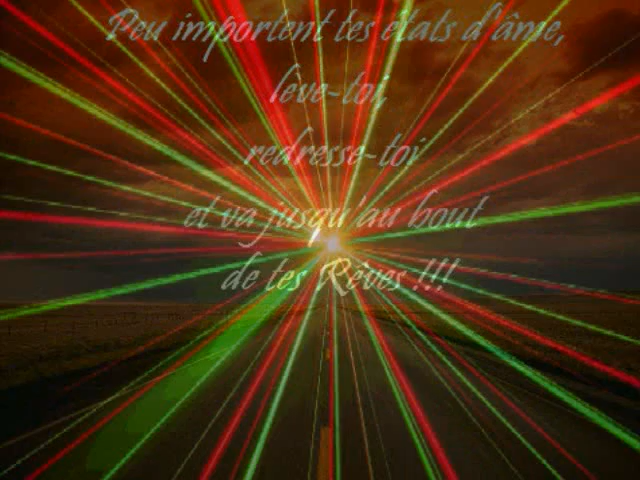 Peu importent tes états d'âme,
lève-toi,
redresse-toi
et va jusqu'au bout
de tes Rêves !!!